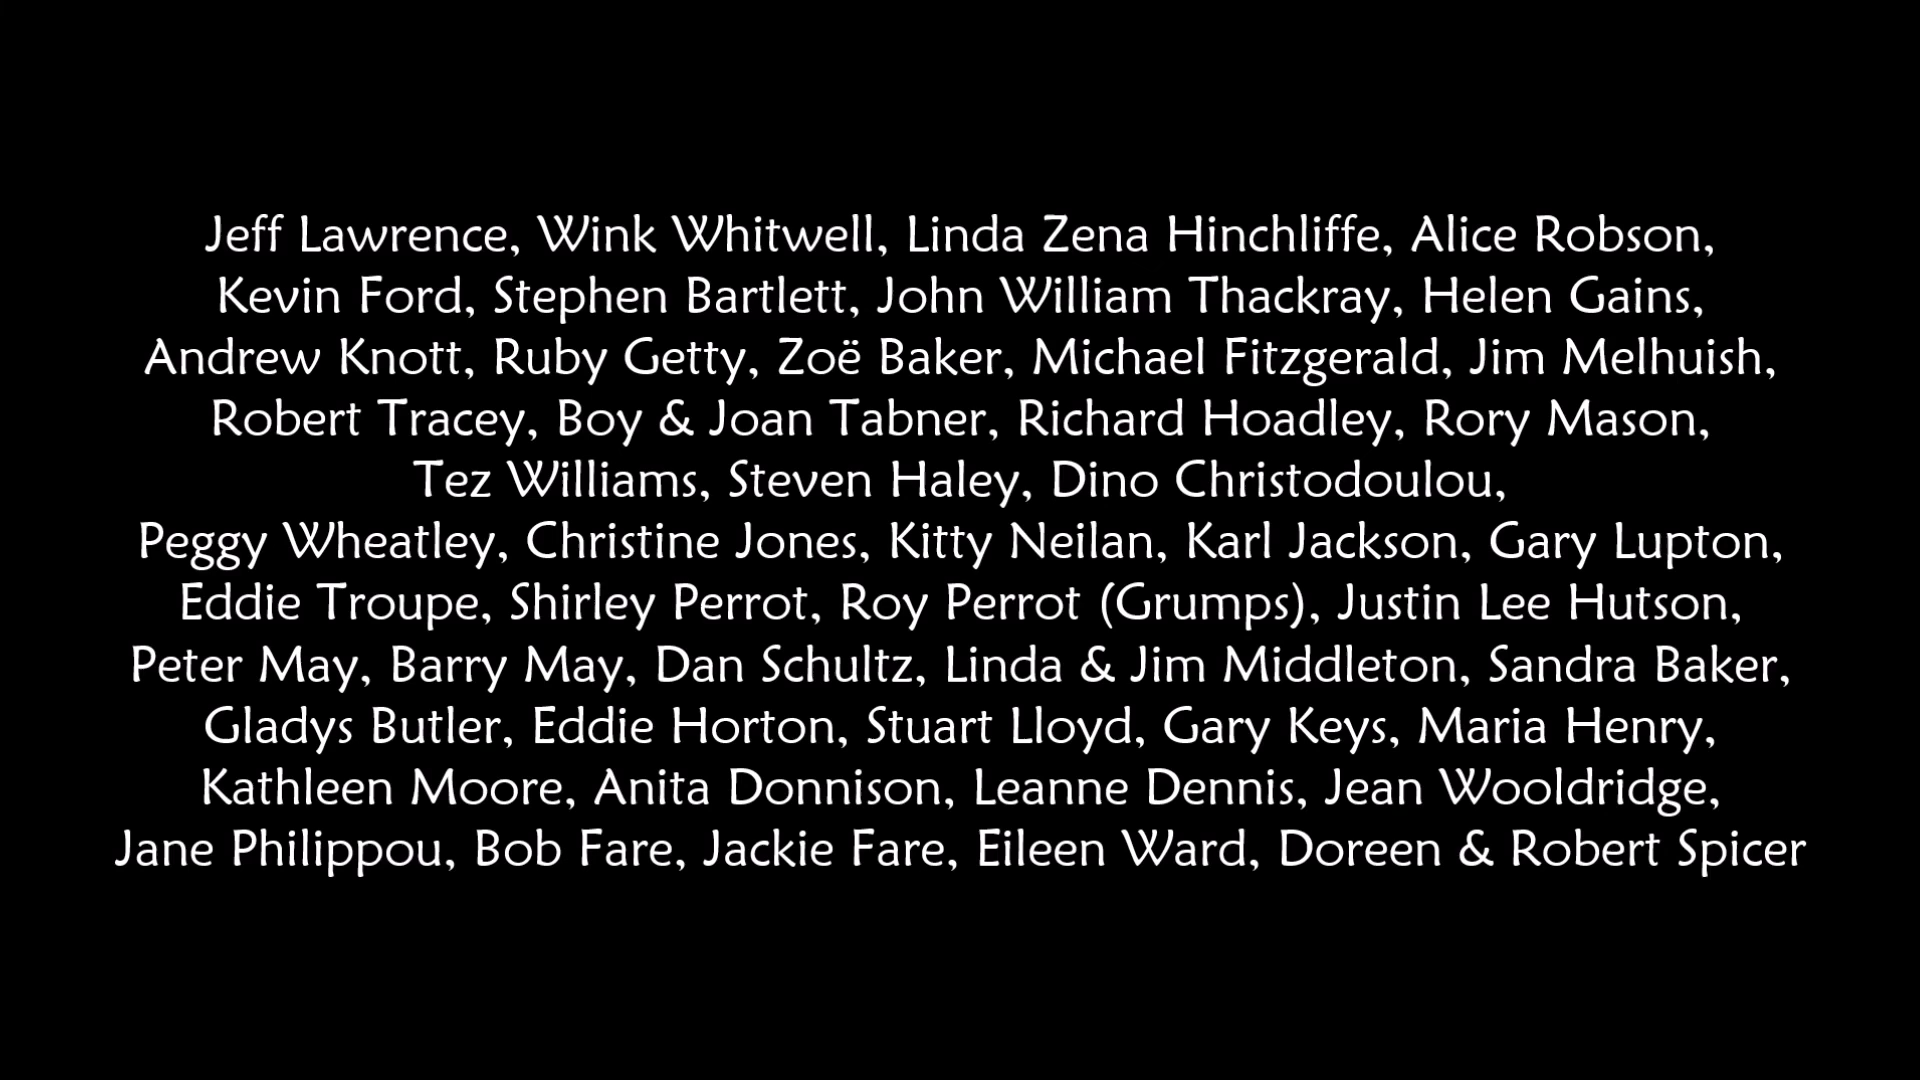 Jeff Lawrence, Wink Whitwell, Linda Zena Hinchliffe, Alice Robson,
Kevin Ford, Stephen Bartlett, John William Thackray, Helen Gains,
Andrew Knott, Ruby Getty, Zoë Baker, Michael Fitzgerald, Jim Melhuish,
Robert Tracey, Boy & Joan Tabner, Richard Hoadley, Rory Mason,
Tez Williams, Steven Haley, Dino Christodoulou,
Peggy Wheatley, Christine Jones, Kitty Neilan, Karl Jackson, Gary Lupton,
Eddie Troupe, Shirley Perrot, Roy Perrot (Grumps), Justin Lee Hutson,
Peter May, Barry May, Dan Schultz, Linda & Jim Middleton, Sandra Baker,
Gladys Butler, Eddie Horton, Stuart Lloyd, Gary Keys, Maria Henry,
Kathleen Moore, Anita Donnison, Leanne Dennis, Jean Wooldridge,
Jane Philippou, Bob Fare, Jackie Fare, Eileen Ward, Doreen & Robert Spicer